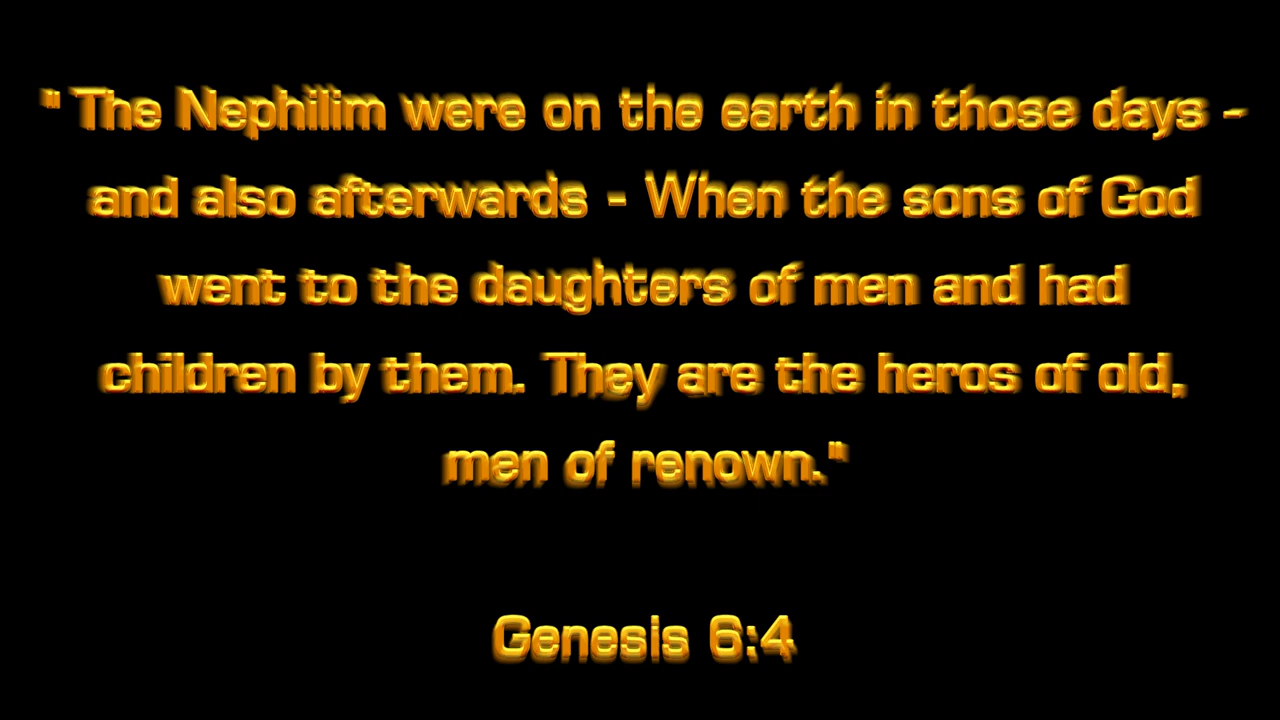 " The Nephilim were on the earth in those days -
and also afterwards - When the sons of God
went to the daughters of men and had
children by them. They are the heros of old,
men of renown."
Genesis 6:4